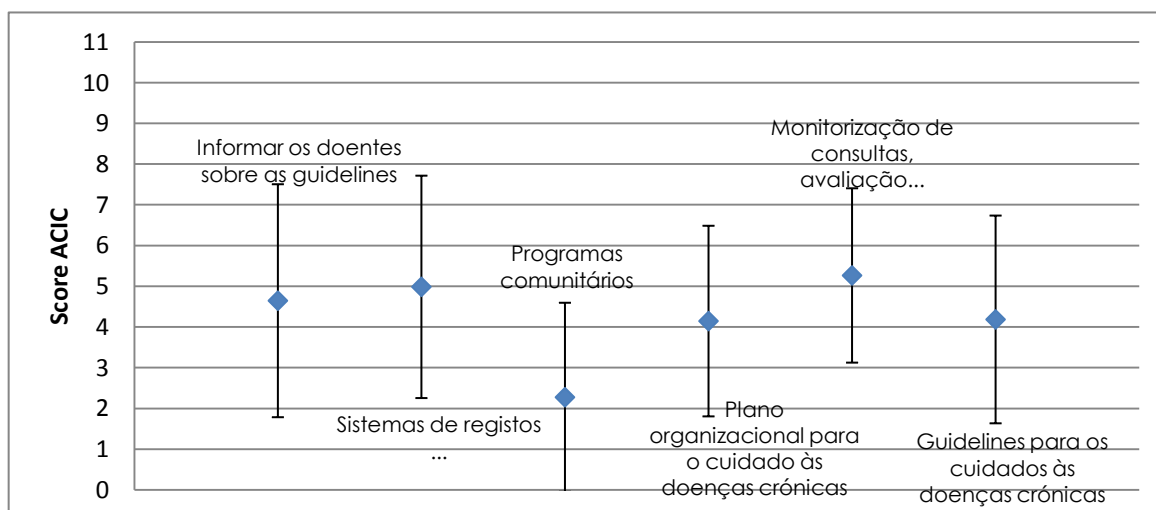 11
10
9
8
7
6
5
4
3
2
1
0
Score ACIC
Informar os doentes
sobre as guidelines
Sistemas de registos
...
Programas
comunitários
Plano
organizacional para
o cuidado às
doenças crónicas
Monitorização de
consultas,
avaliação...
Guidelines para os
cuidados às
doenças crónicas